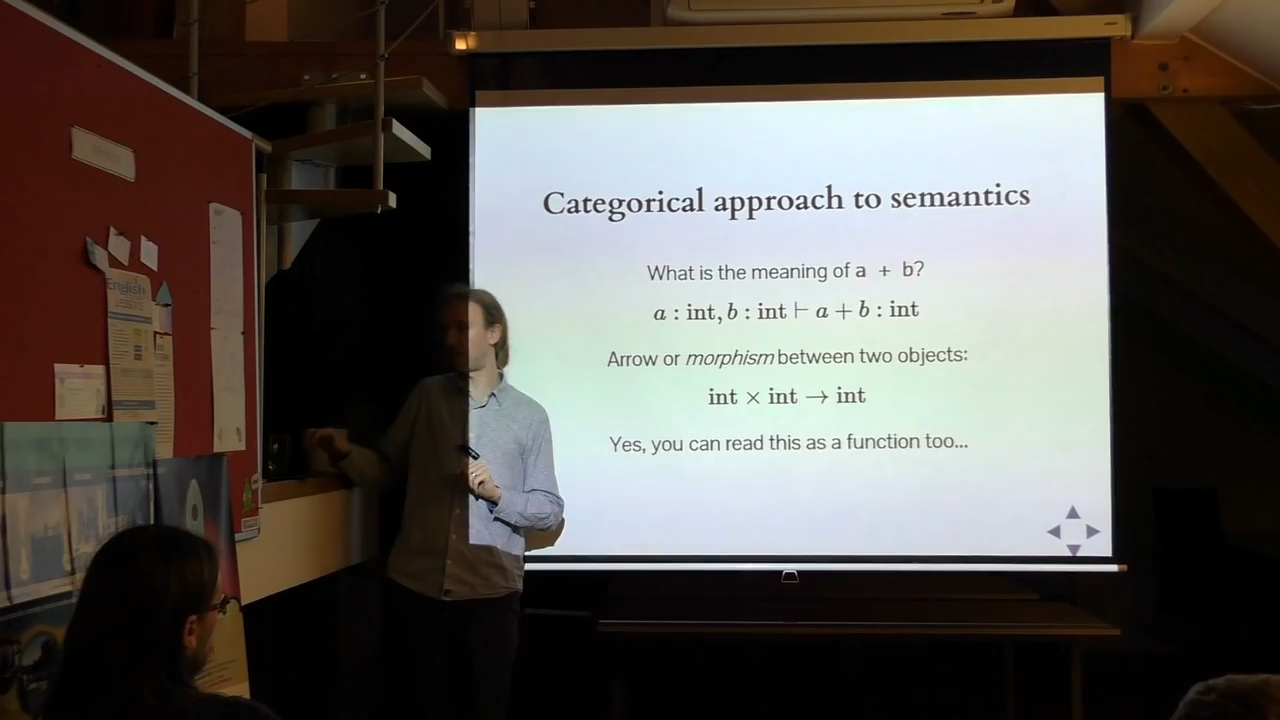 Categorical approach to semantics
What is the meaning of a + b?
a : int, b : int ⊢ a + b : int
Arrow or morphism between two objects:
int × int → int
Yes, you can read this as a function too...
English